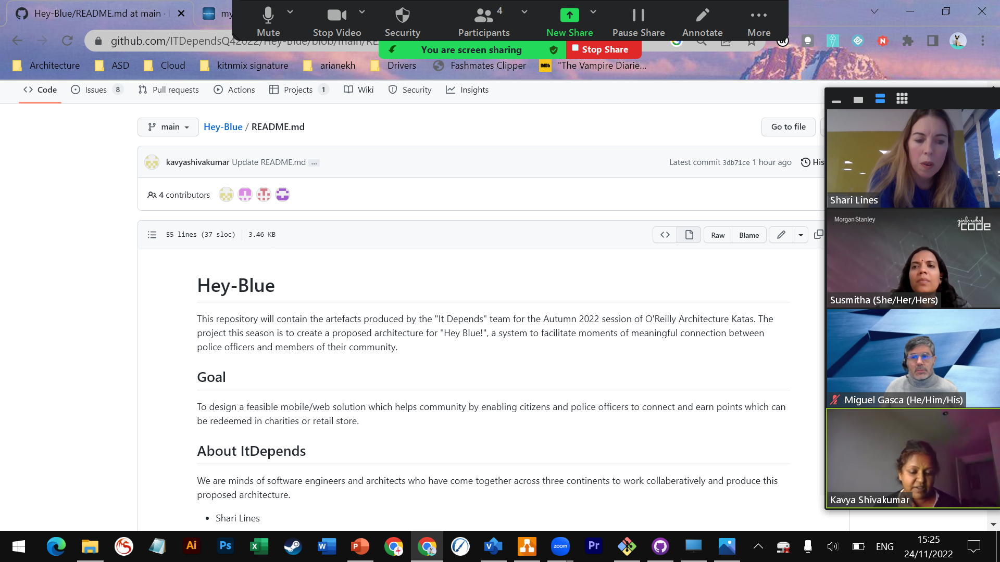 Hey-Blue/README.md at main ·
my
Mute
Stop Video
Security
Participants
4
New Share
Pause Share
Annotate
More
github.com/ITDependsQ42022/Hey-Blue/blob/main/RE
You are screen sharing
Stop Share
Architecture
ASD
Cloud
kitnmix signature
arianekh
Drivers
Fashmates Clipper
IMDb
"The Vampire Diarie...
Code
Issues 8
Pull requests
Actions
Projects 1
Wiki
Security
Insights
main
Hey-Blue / README.md
Go to file
kavyashivakumar Update README.md ...
Latest commit 3db71ce 1 hour ago
His
4 contributors
55 lines (37 sloc)
3.46 KB
Raw
Blame
Hey-Blue
This repository will contain the artefacts produced by the "It Depends" team for the Autumn 2022 session of O'Reilly Architecture Katas. The
project this season is to create a proposed architecture for "Hey Blue!", a system to facilitate moments of meaningful connection between
police officers and members of their community.
Goal
To design a feasible mobile/web solution which helps community by enabling citizens and police officers to connect and earn points which can
be redeemed in charities or retail store.
About ItDepends
We are minds of software engineers and architects who have come together across three continents to work collaberatively and produce this
proposed architecture.
• Shari Lines
Shari Lines
Morgan Stanley
girls who
code
Susmitha (She/Her/Hers)
Miguel Gasca (He/Him/His)
Kavya Shivakumar
Ai
Ps
zoom
Pr
ENG
15:25
24/11/2022